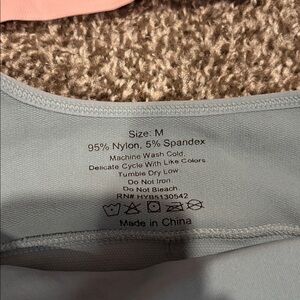 Size: M
95% Nylon, 5% Spandex
Machine Wash Cold.
Delicate Cycle With Like Colors.
Tumble Dry Low.
Do Not Iron.
Do Not Bleach.
RN# HYB5130542
Made in China